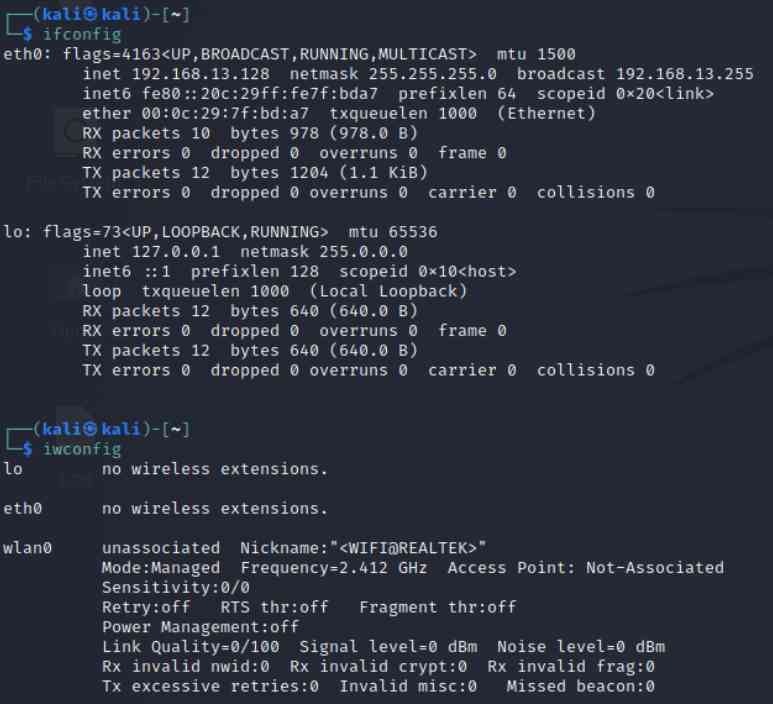 ┌──(kali㉿kali)-[~]
└─$ ifconfig
eth0: flags=4163<UP,BROADCAST,RUNNING,MULTICAST>  mtu 1500
        inet 192.168.13.128  netmask 255.255.255.0  broadcast 192.168.13.255
        inet6 fe80::20c:29ff:fe7f:bda7  prefixlen 64  scopeid 0×20<link>
        ether 00:0c:29:7f:bd:a7  txqueuelen 1000  (Ethernet)
        RX packets 10  bytes 978 (978.0 B)
        RX errors 0  dropped 0  overruns 0  frame 0
        TX packets 12  bytes 1204 (1.1 KiB)
        TX errors 0  dropped 0 overruns 0  carrier 0  collisions 0

lo: flags=73<UP,LOOPBACK,RUNNING>  mtu 65536
        inet 127.0.0.1  netmask 255.0.0.0
        inet6 ::1  prefixlen 128  scopeid 0×10<host>
        loop  txqueuelen 1000  (Local Loopback)
        RX packets 12  bytes 640 (640.0 B)
        RX errors 0  dropped 0  overruns 0  frame 0
        TX packets 12  bytes 640 (640.0 B)
        TX errors 0  dropped 0 overruns 0  carrier 0  collisions 0

┌──(kali㉿kali)-[~]
└─$ iwconfig
lo        no wireless extensions.

eth0      no wireless extensions.

wlan0     unassociated  Nickname:"<WIFI@REALTEK>"
          Mode:Managed  Frequency=2.412 GHz  Access Point: Not-Associated
          Sensitivity:0/0
          Retry:off   RTS thr:off   Fragment thr:off
          Power Management:off
          Link Quality=0/100  Signal level=0 dBm  Noise level=0 dBm
          Rx invalid nwid:0  Rx invalid crypt:0  Rx invalid frag:0
          Tx excessive retries:0  Invalid misc:0   Missed beacon:0